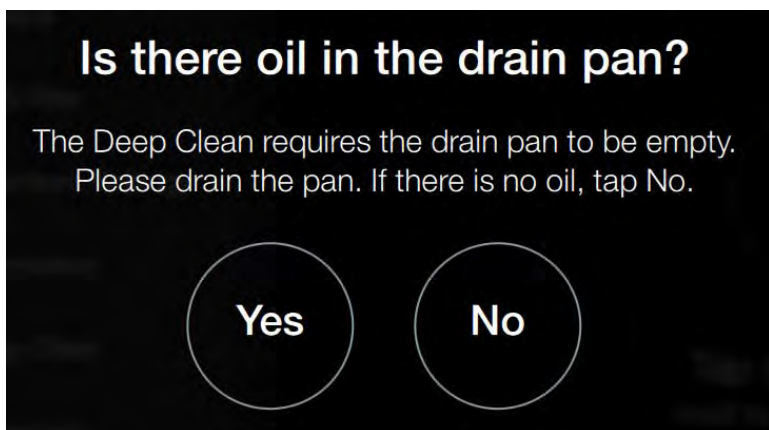 Is there oil in the drain pan?
The Deep Clean requires the drain pan to be empty.
Please drain the pan. If there is no oil, tap No.
Yes No